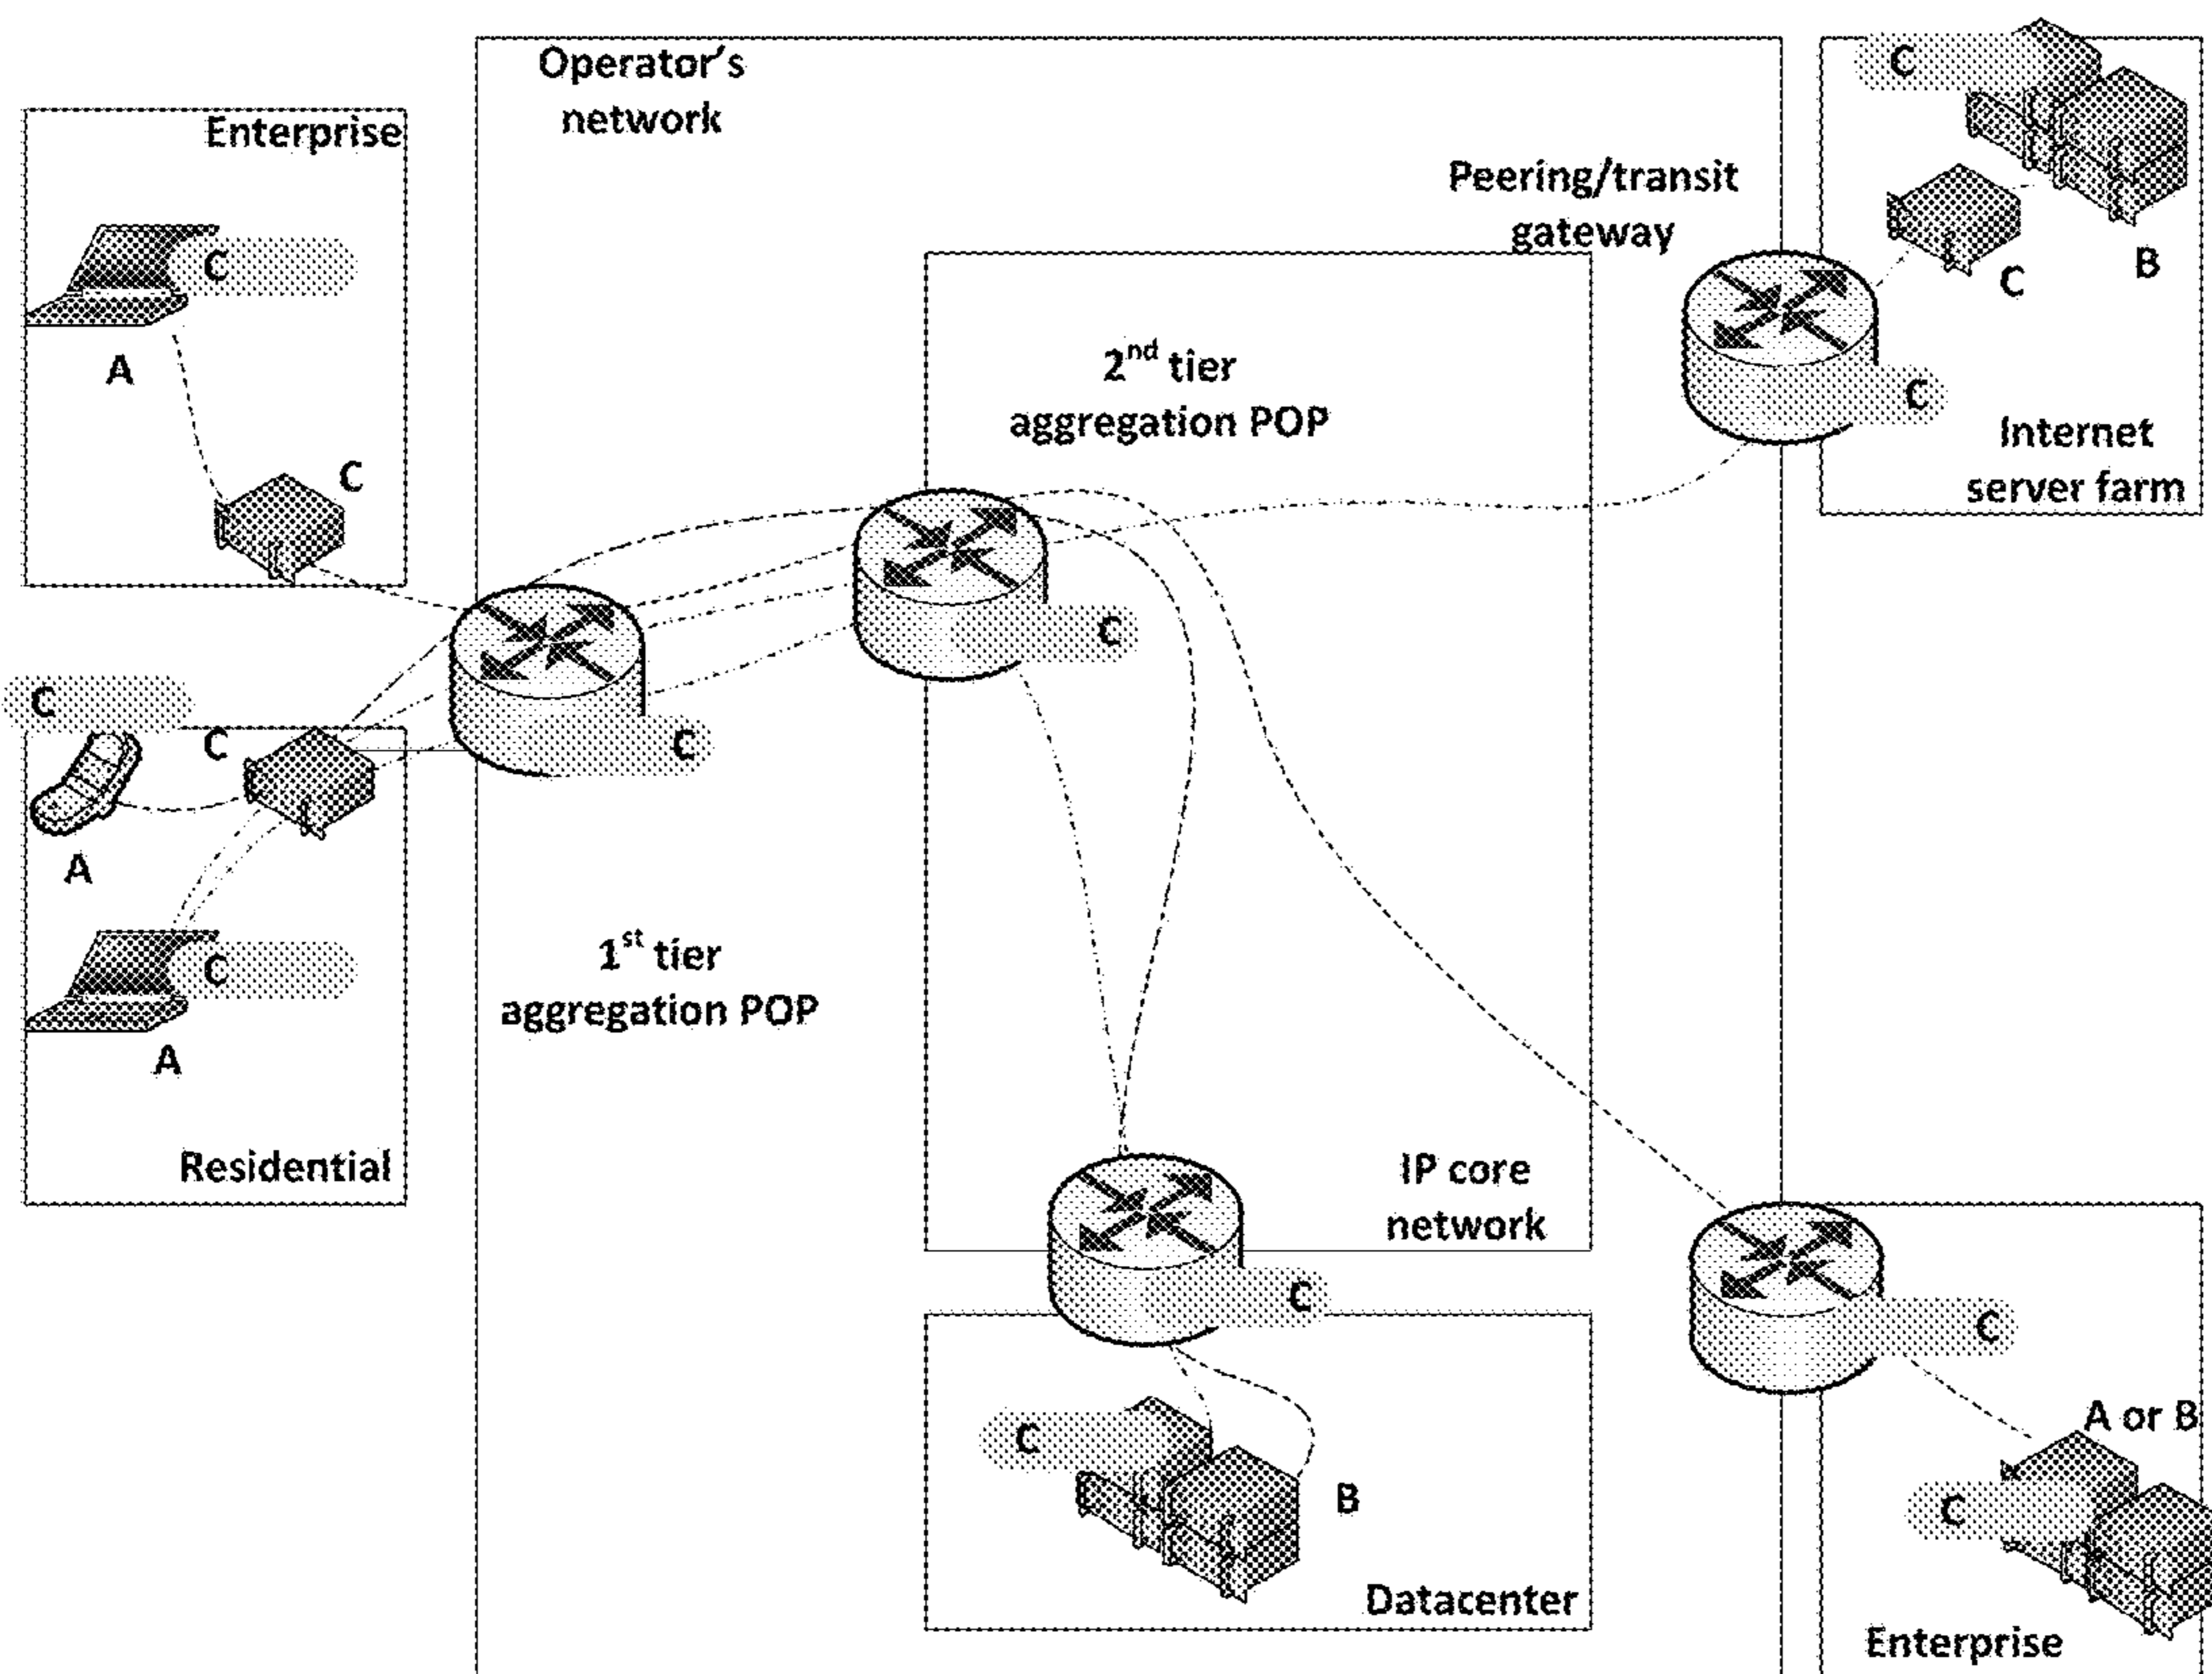 Operator's
network
Enterprise
C
A
C
C
C
A
C
A
Residential
C
1st tier
aggregation POP
2nd tier
aggregation POP
C
Peering/transit
gateway
C
C
B
C
Internet
server farm
IP core
network
C
C
B
Datacenter
C
A or B
C
Enterprise